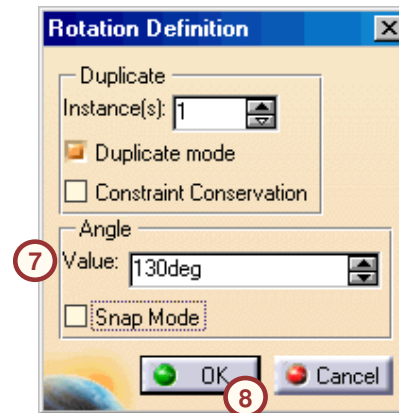 Rotation Definition
Duplicate
Instance(s): 1
Duplicate mode
Constraint Conservation
Angle
7 Value: 130deg
Snap Mode
OK Cancel
8